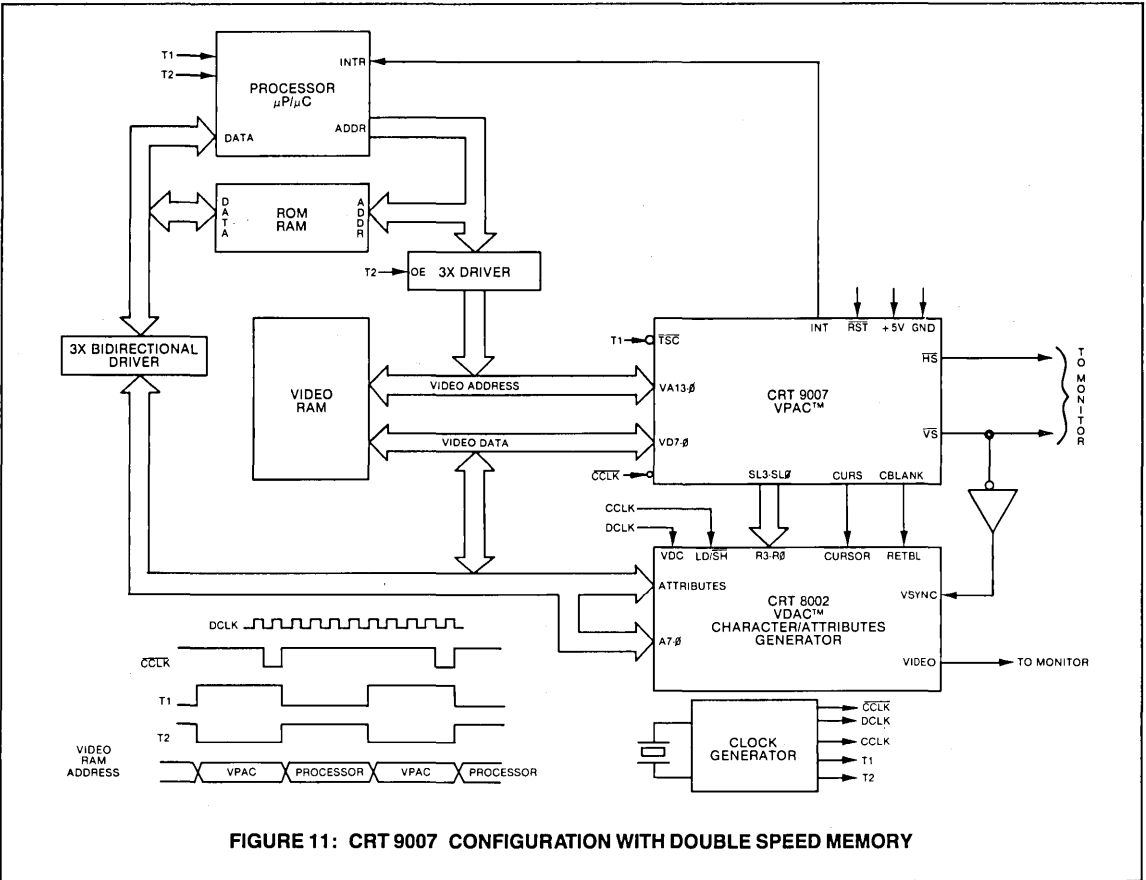 T1
T2
INTR
PROCESSOR
μP/μC
DATA
ADDR
DATA
ROM
RAM
ADDR
T2
OE
3X DRIVER
3X BIDIRECTIONAL
DRIVER
VIDEO
RAM
VIDEO ADDRESS
VIDEO DATA
INT
RST
+5V
GND
T1
TSC
HS
VA13-Ø
CRT 9007
VPAC™
VD7-Ø
VS
CCLK
SL3-SLØ
CURS
CBLANK
TO MONITOR
CCLK
DCLK
VDC
LD/SH
R3-RØ
CURSOR
RETBL
ATTRIBUTES
VSYNC
CRT 8002
VDAC™
CHARACTER/ATTRIBUTES
GENERATOR
A7-Ø
VIDEO
TO MONITOR
DCLK
CCLK
T1
T2
VIDEO
RAM
ADDRESS
VPAC
PROCESSOR
VPAC
PROCESSOR
CLOCK
GENERATOR
CCLK
DCLK
CCLK
T1
T2
FIGURE 11: CRT 9007 CONFIGURATION WITH DOUBLE SPEED MEMORY